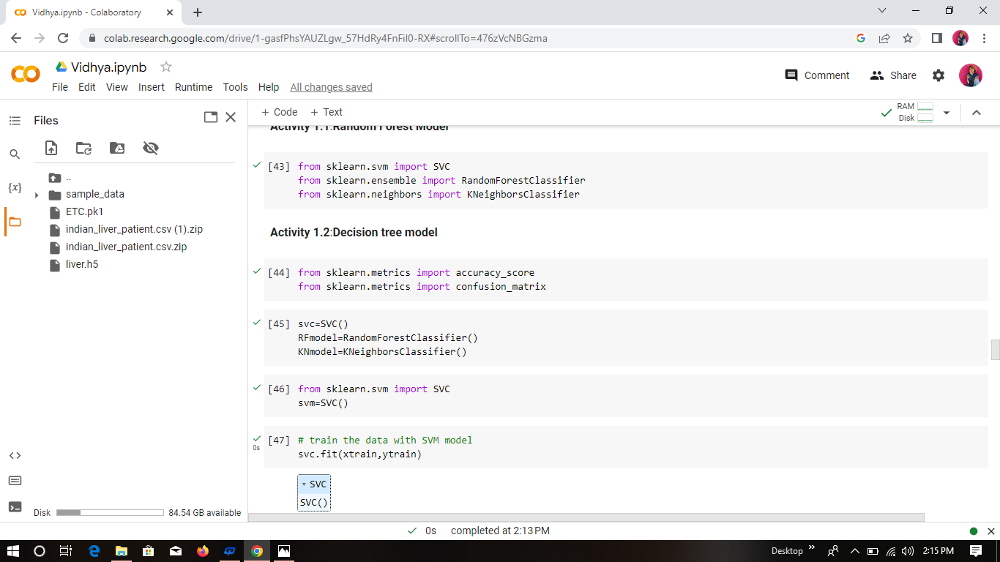 Vidhya.ipynb - Colaboratory
colab.research.google.com/drive/1-gasfPhsYAUZLgw_57HdRy4FnFiI0-RX#scrollTo=476zVcNBGzma
Vidhya.ipynb
File Edit View Insert Runtime Tools Help All changes saved
Comment Share
Files
+ Code + Text
RAM
Disk
..
sample_data
ETC.pk1
indian_liver_patient.csv (1).zip
indian_liver_patient.csv.zip
liver.h5
Disk 84.54 GB available
Activity 1.1:Random Forest Model
[43] from sklearn.svm import SVC
from sklearn.ensemble import RandomForestClassifier
from sklearn.neighbors import KNeighborsClassifier
Activity 1.2:Decision tree model
[44] from sklearn.metrics import accuracy_score
from sklearn.metrics import confusion_matrix
[45] svc=SVC()
RFmodel=RandomForestClassifier()
KNmodel=KNeighborsClassifier()
[46] from sklearn.svm import SVC
svm=SVC()
[47] # train the data with SVM model
0s
svc.fit(xtrain,ytrain)
SVC
SVC()
0s completed at 2:13 PM
Desktop 2:15 PM